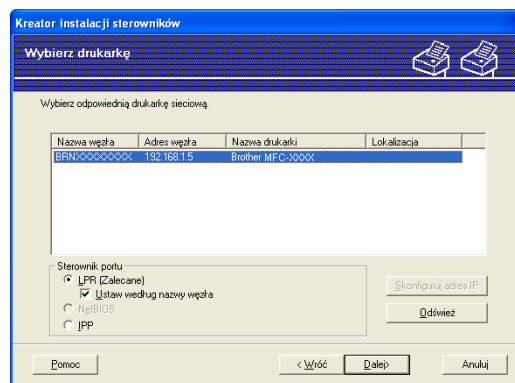 Kreator instalacji sterowników
Wybierz drukarkę
Wybierz odpowiednią drukarkę sieciową.
Nazwa węzła Adres węzła Nazwa drukarki Lokalizacja
BRNXXXXXXXX 192.168.1.5 Brother MFC-XXXX
Sterownik portu
LPR (Zalecane)
Ustaw według nazwy węzła
NetBIOS
IPP
Skonfiguruj adres IP
Odśwież
Pomoc < Wróć Dalej> Anuluj